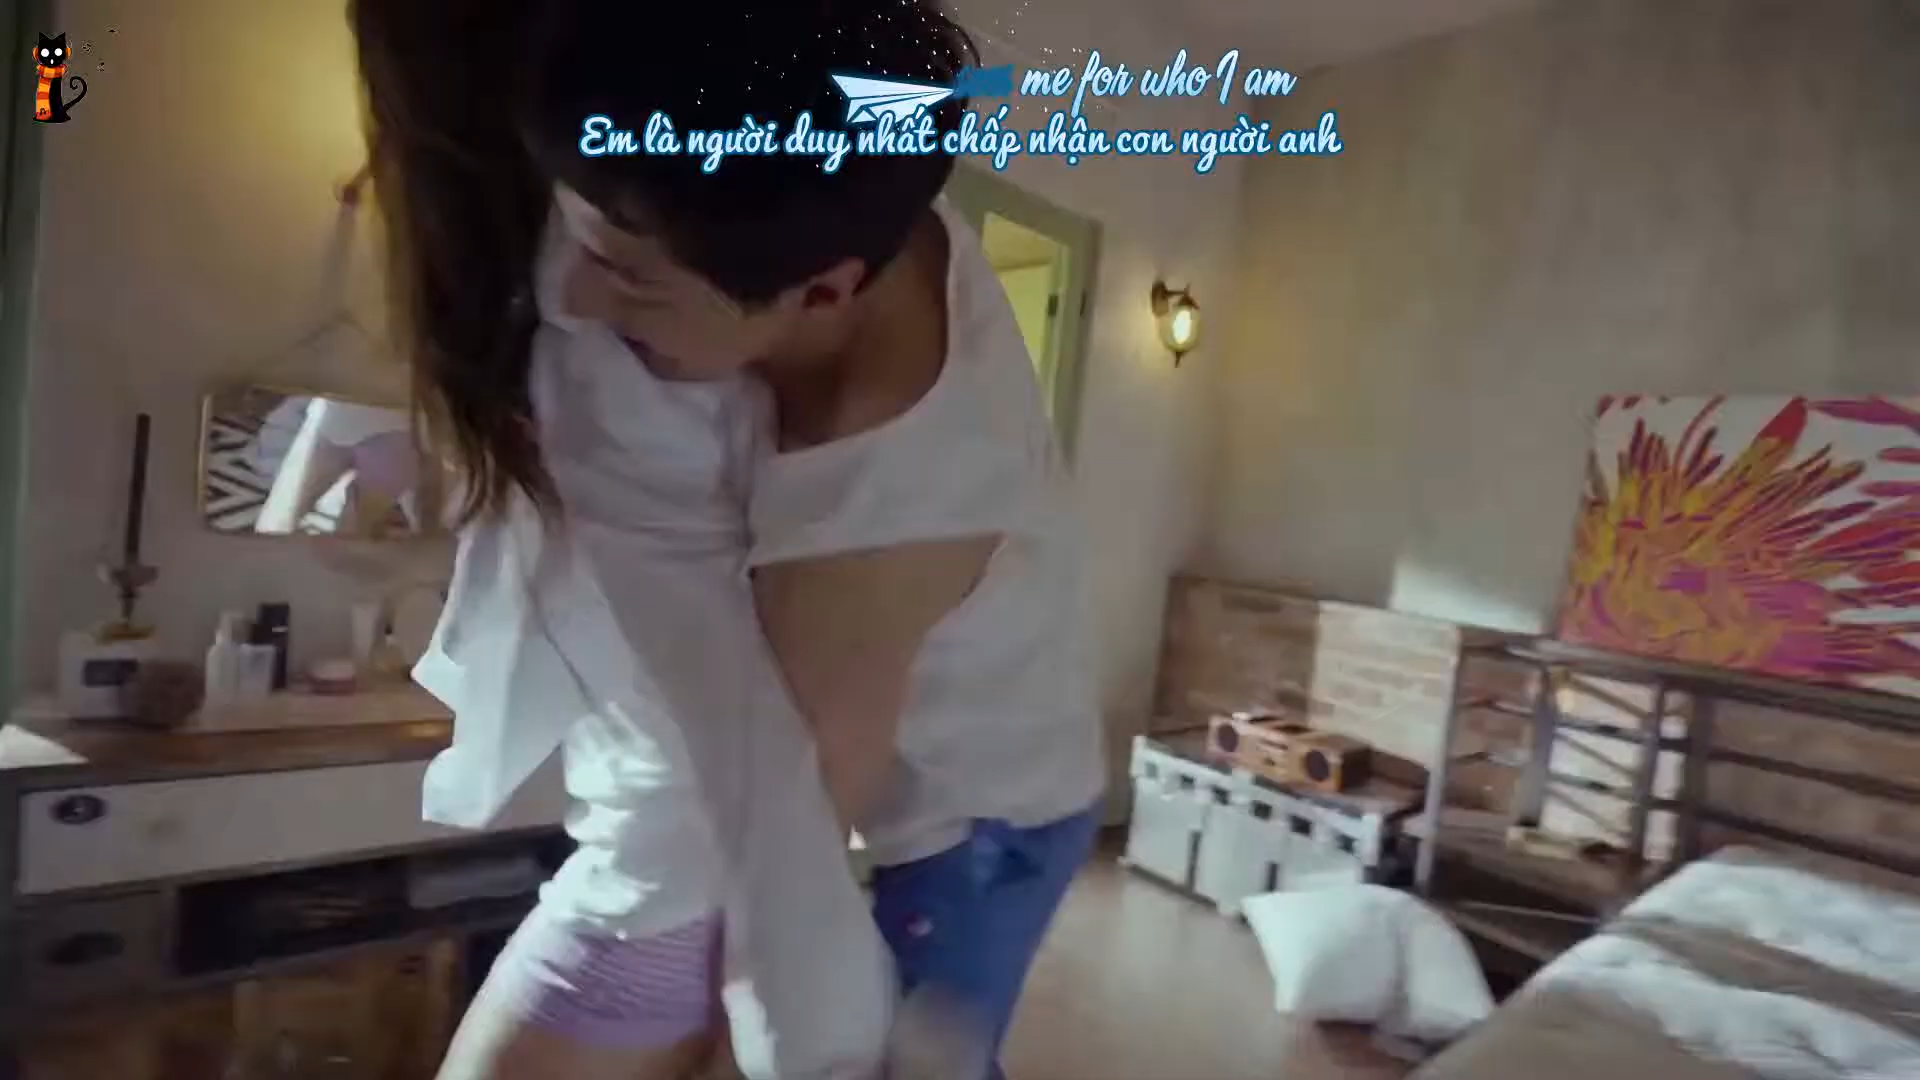 me for who I am
Em là người duy nhất chấp nhận con người anh